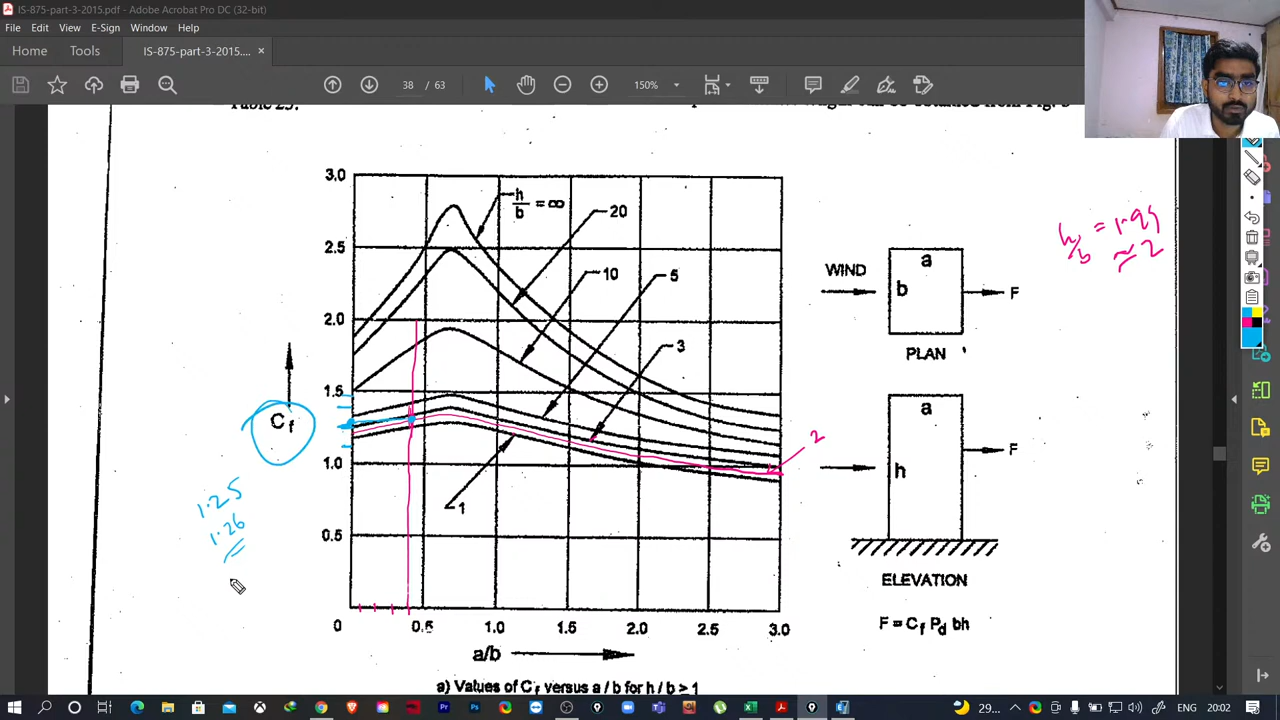 IS-875-part-3-2015.pdf - Adobe Acrobat Pro DC (32-bit)
File Edit View E-Sign Window Help
Home Tools IS-875-part-3-2015.... ×
38 / 63 150%
3.0
h/b = ∞
20
2.5
10
5
2.0
3
1.5
Cf
1.0
2
1
0.5
0 0.5 1.0 1.5 2.0 2.5 3.0
a/b
a) Values of Cf versus a / b for h / b ≥ 1
1.25
1.26
h/b = 1.99
≈ 2
WIND
a
b
F
PLAN
a
F
h
ELEVATION
F = Cf Pd bh
29...
ENG
20:02